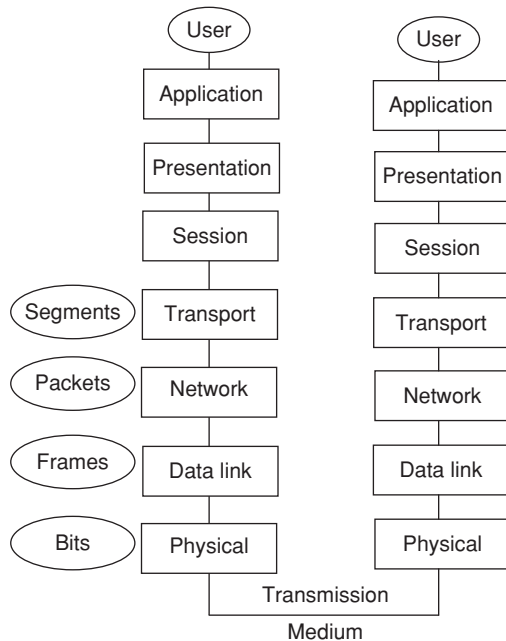 User
User
Application
Application
Presentation
Presentation
Session
Session
Segments
Transport
Transport
Packets
Network
Network
Frames
Data link
Data link
Bits
Physical
Physical
Transmission
Medium